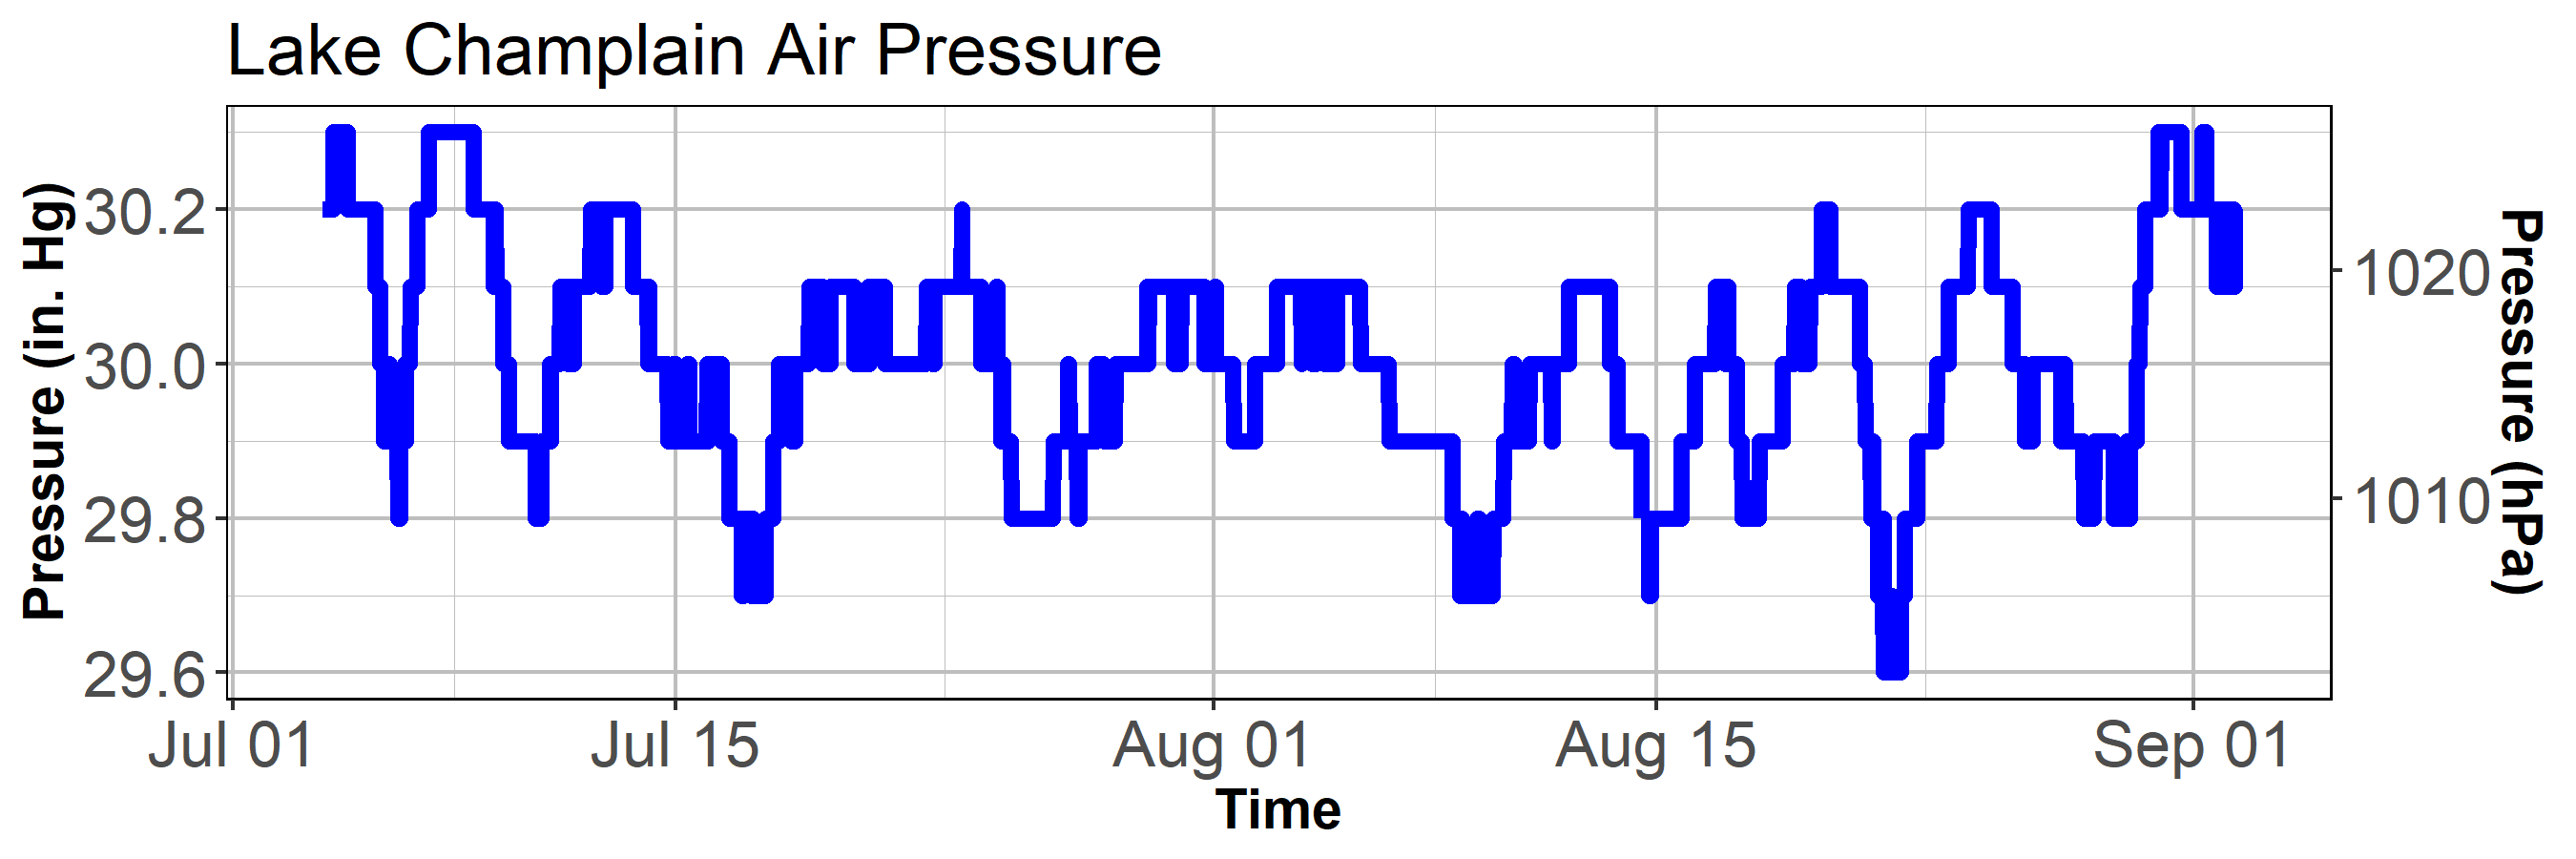 Lake Champlain Air Pressure
Pressure (in. Hg)
30.2
30.0
29.8
29.6
1020
1010
Pressure (hPa)
Jul 01
Jul 15
Aug 01
Aug 15
Sep 01
Time